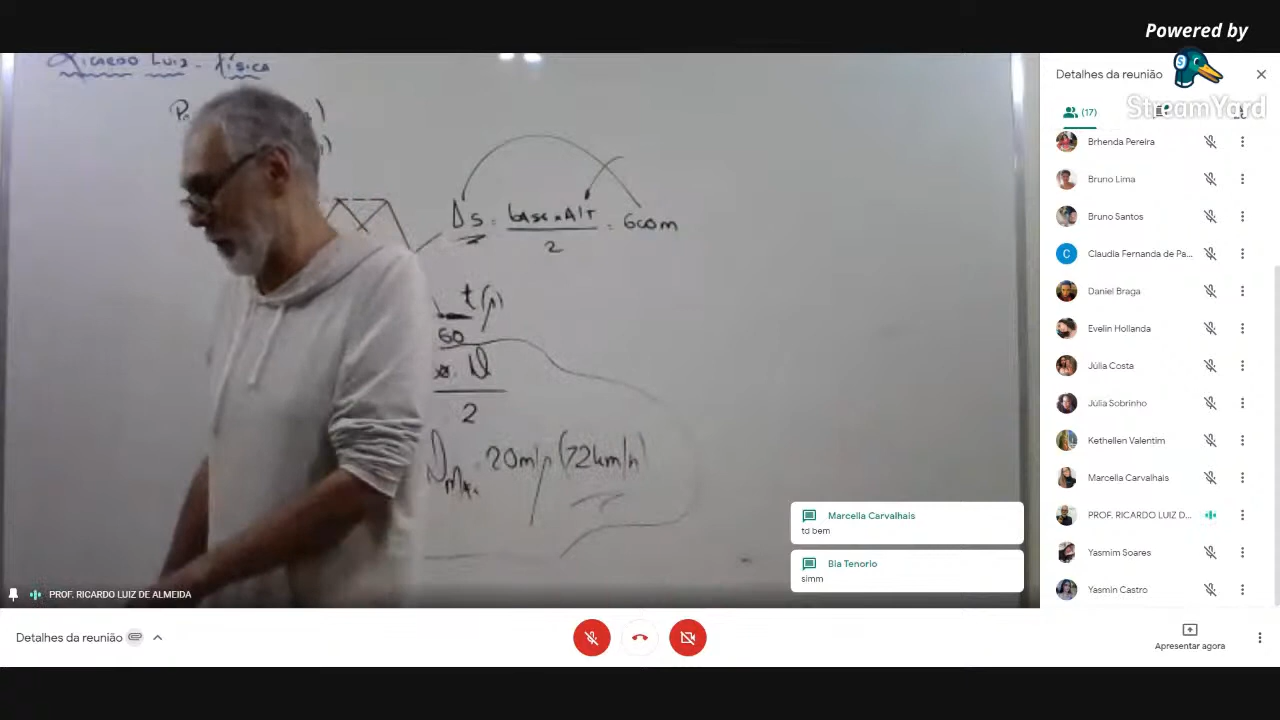 Powered by
StreamYard
Ricardo Luiz - física
ΔS = base x Alt = 600m
2
t(s)
60
2
= 20m/s (72km/h)
PROF. RICARDO LUIZ DE ALMEIDA
Marcella Carvalhais
td bem
Bia Tenorio
simm
Detalhes da reunião
(17)
Brhenda Pereira
Bruno Lima
Bruno Santos
C Claudia Fernanda de Pa...
Daniel Braga
Evelin Hollanda
Júlia Costa
Júlia Sobrinho
Kethellen Valentim
Marcella Carvalhais
PROF. RICARDO LUIZ D...
Yasmim Soares
Yasmin Castro
Detalhes da reunião
Apresentar agora